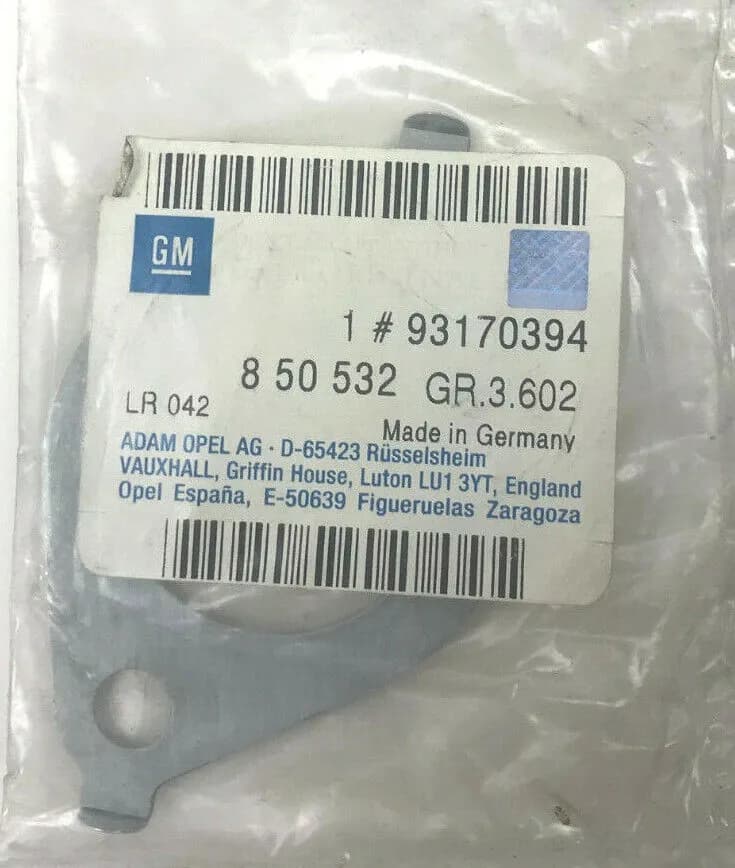 GM
1 # 93170394
8 50 532 GR.3.602
LR 042
Made in Germany
ADAM OPEL AG · D-65423 Rüsselsheim
VAUXHALL, Griffin House, Luton LU1 3YT, England
Opel España, E-50639 Figueruelas Zaragoza